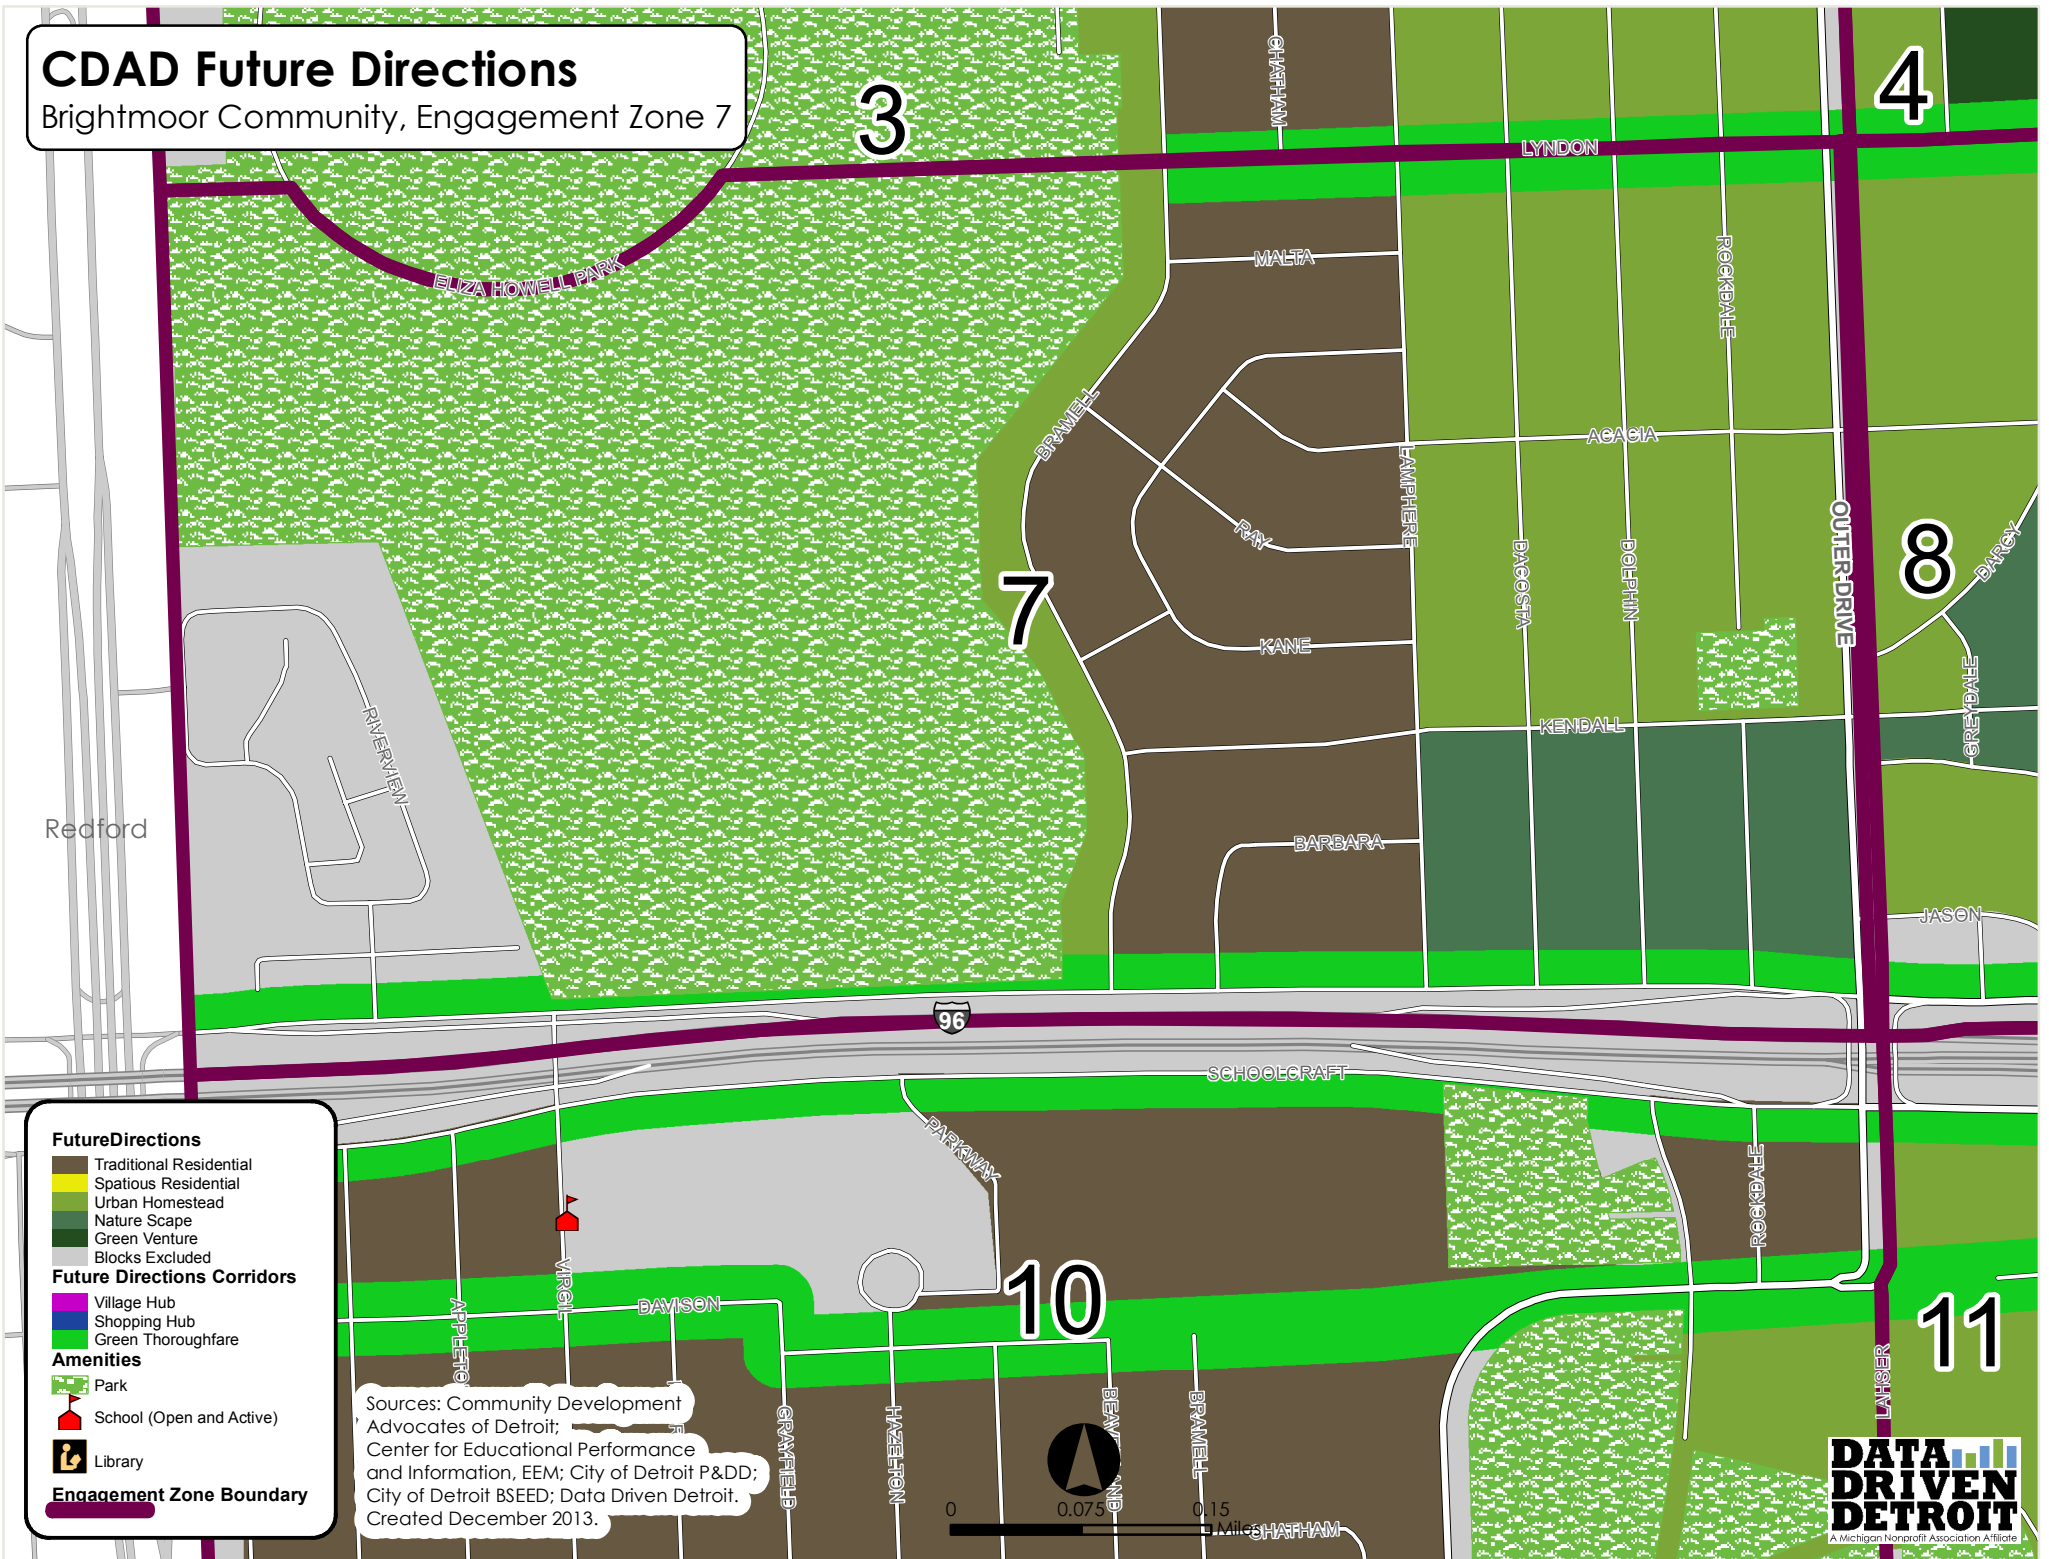 CDAD Future Directions
Brightmoor Community, Engagement Zone 7
3
4
CHATHAM
LYNDON
ELIZA HOWELL PARK
MALTA
ROCKDALE
BRAMELL
ACACIA
LAMPHERE
RAY
DACOSTA
DOLPHIN
OUTER DRIVE
8
DARCY
7
KANE
GREYDALE
RIVERVIEW
KENDALL
Redford
BARBARA
JASON
96
SCHOOLCRAFT
PARKWAY
ROCKDALE
VIRGIL
DAVISON
10
11
LAHSER
GRAYFIELD
HAZELTON
BRAMELL
CHATHAM
FutureDirections
Traditional Residential
Spatious Residential
Urban Homestead
Nature Scape
Green Venture
Blocks Excluded
Future Directions Corridors
Village Hub
Shopping Hub
Green Thoroughfare
Amenities
Park
School (Open and Active)
Library
Engagement Zone Boundary
Sources: Community Development
Advocates of Detroit;
Center for Educational Performance
and Information, EEM; City of Detroit P&DD;
City of Detroit BSEED; Data Driven Detroit.
Created December 2013.
0 0.075 0.15
Miles
DATA
DRIVEN
DETROIT
A Michigan Nonprofit Association Affiliate